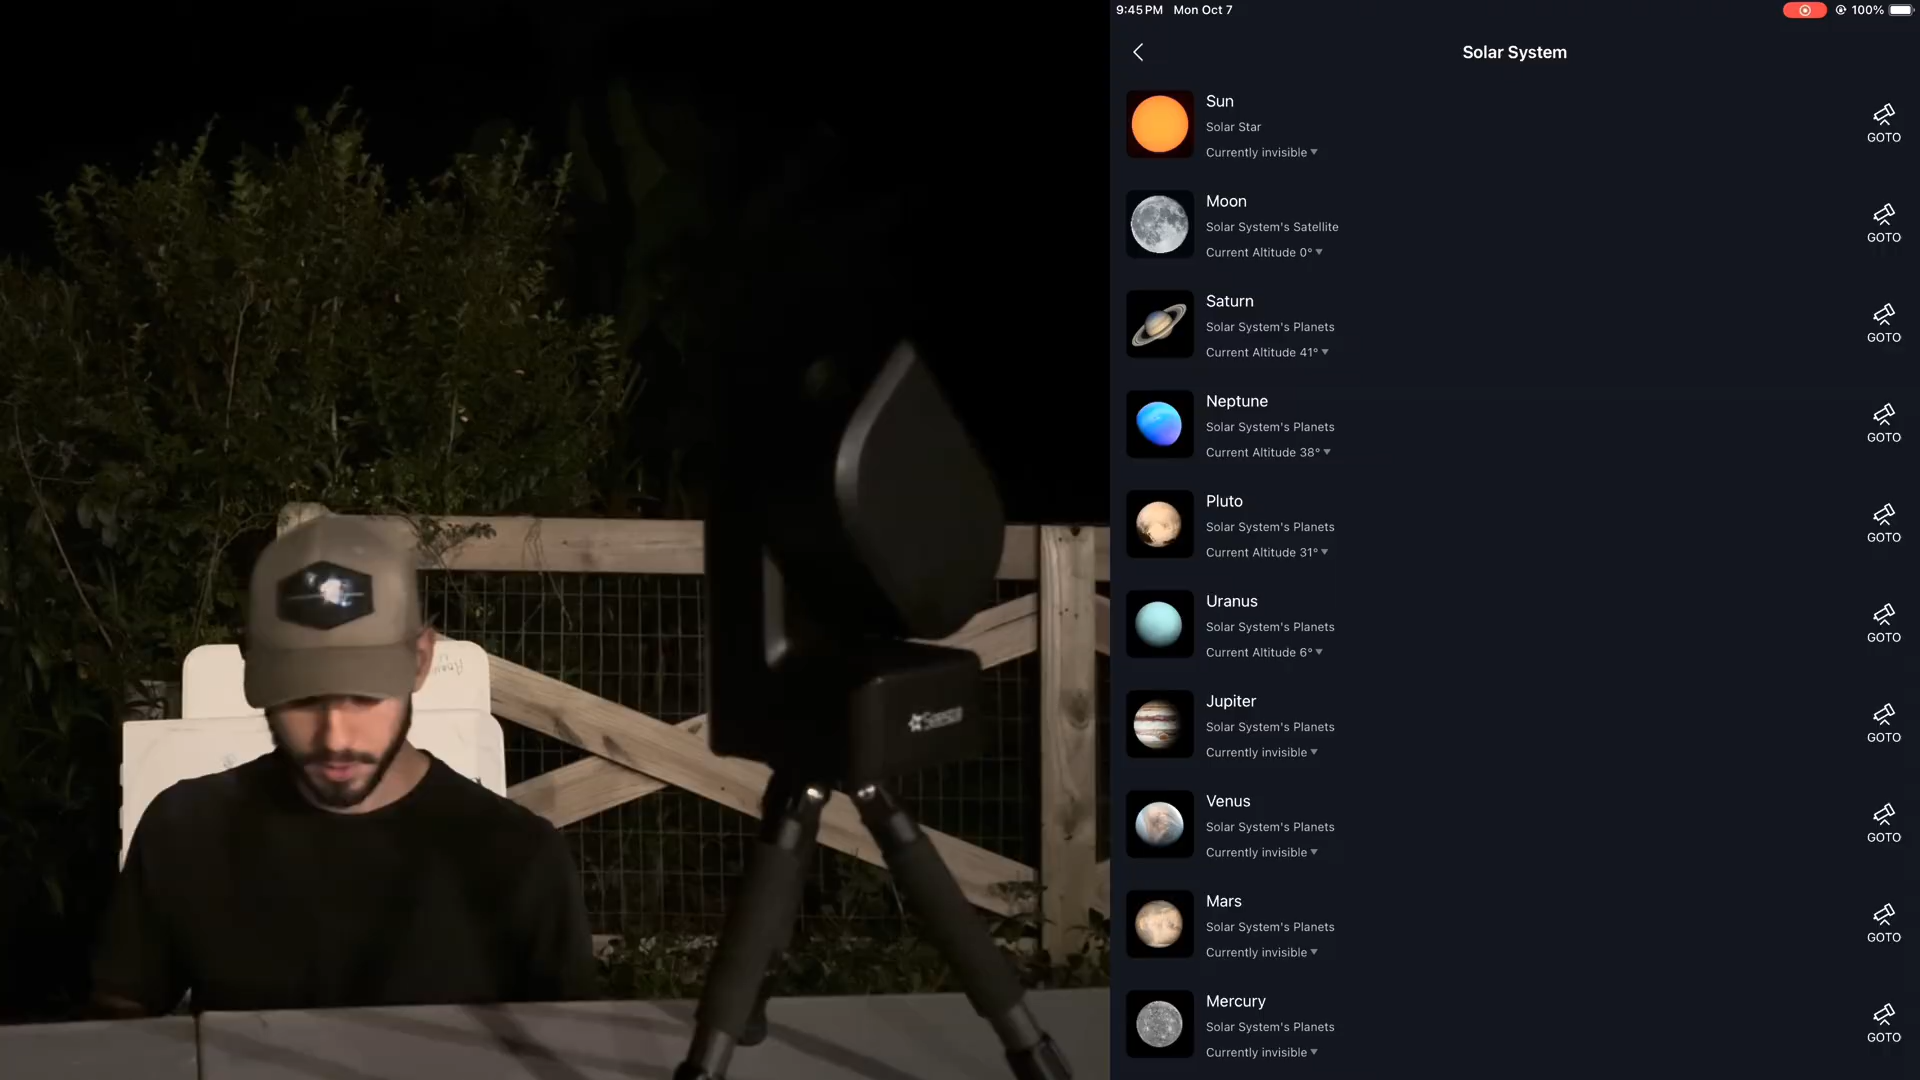 9:45 PM Mon Oct 7
100%
Solar System
Sun
Solar Star
Currently invisible
GOTO
Moon
Solar System's Satellite
Current Altitude 0°
GOTO
Saturn
Solar System's Planets
Current Altitude 41°
GOTO
Neptune
Solar System's Planets
Current Altitude 38°
GOTO
Pluto
Solar System's Planets
Current Altitude 31°
GOTO
Uranus
Solar System's Planets
Current Altitude 6°
GOTO
Jupiter
Solar System's Planets
Currently invisible
GOTO
Venus
Solar System's Planets
Currently invisible
GOTO
Mars
Solar System's Planets
Currently invisible
GOTO
Mercury
Solar System's Planets
Currently invisible
GOTO